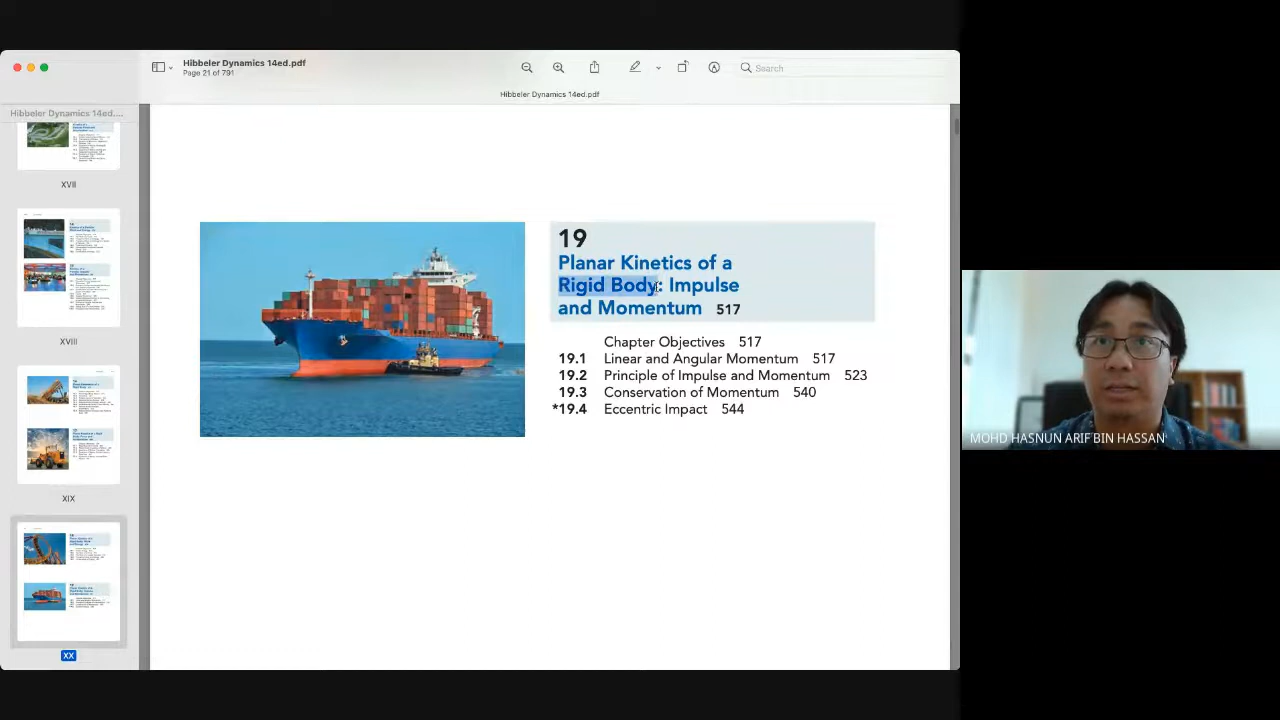 Hibbeler Dynamics 14ed.pdf
Page 21 of 791
Search
Hibbeler Dynamics 14ed.pdf
Hibbeler Dynamics 14ed....
XVII
XVIII
XIX
XX
19
Planar Kinetics of a
Rigid Body: Impulse
and Momentum 517
Chapter Objectives 517
19.1 Linear and Angular Momentum 517
19.2 Principle of Impulse and Momentum 523
19.3 Conservation of Momentum 540
*19.4 Eccentric Impact 544
MOHD HASNUN ARIF BIN HASSAN